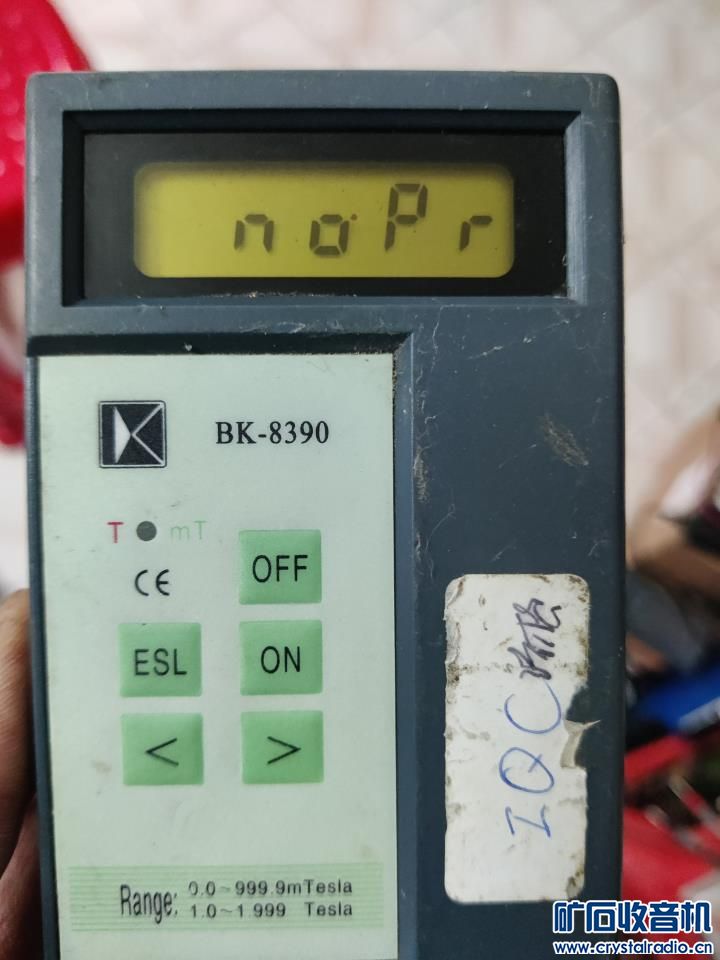 noPr
BK-8390
T mT
CE
OFF
ESL
ON
<
>
Range: 0.0~999.9mTesla
1.0~1.999 Tesla
IQC
矿石收音机
www.crystalradio.cn